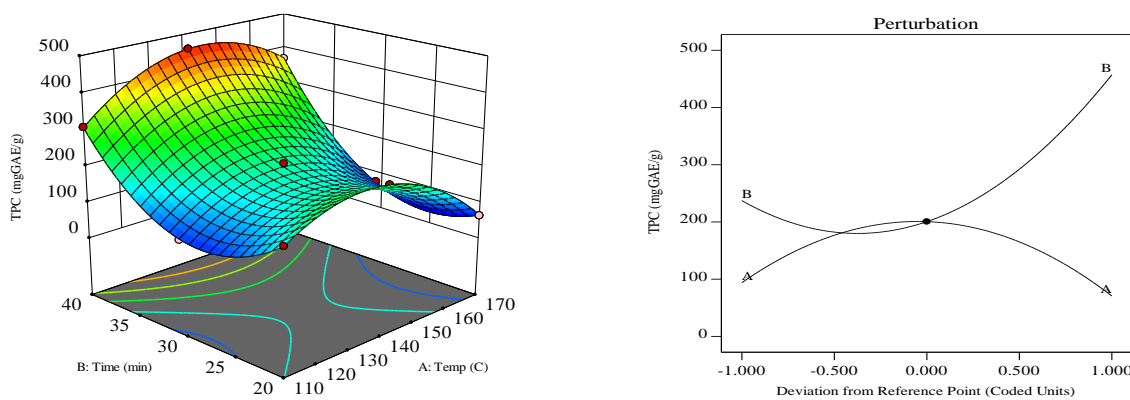 500
400
300
200
100
0
TPC (mgGAE/g)
40
35
30
25
20
B: Time (min)
110
120
130
140
150
160
170
A: Temp (C)
Perturbation
500
400
300
200
100
0
TPC (mgGAE/g)
B
B
A
A
-1.000
-0.500
0.000
0.500
1.000
Deviation from Reference Point (Coded Units)